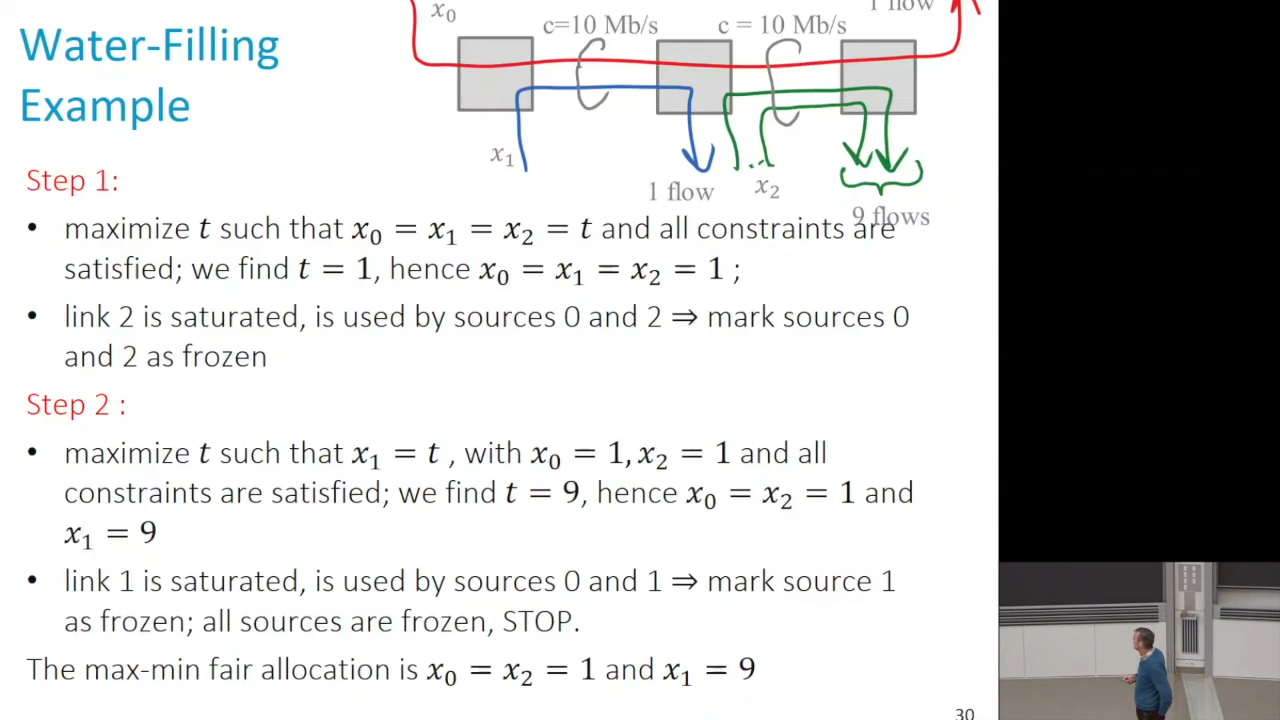 Water-Filling
Example
x₀
c=10 Mb/s
c = 10 Mb/s
1 flow
x₁
1 flow
x₂
9 flows
Step 1:
• maximize t such that x₀ = x₁ = x₂ = t and all constraints are
satisfied; we find t = 1, hence x₀ = x₁ = x₂ = 1 ;
• link 2 is saturated, is used by sources 0 and 2 ⇒ mark sources 0
and 2 as frozen
Step 2 :
• maximize t such that x₁ = t , with x₀ = 1, x₂ = 1 and all
constraints are satisfied; we find t = 9, hence x₀ = x₂ = 1 and
x₁ = 9
• link 1 is saturated, is used by sources 0 and 1 ⇒ mark source 1
as frozen; all sources are frozen, STOP.
The max-min fair allocation is x₀ = x₂ = 1 and x₁ = 9
30